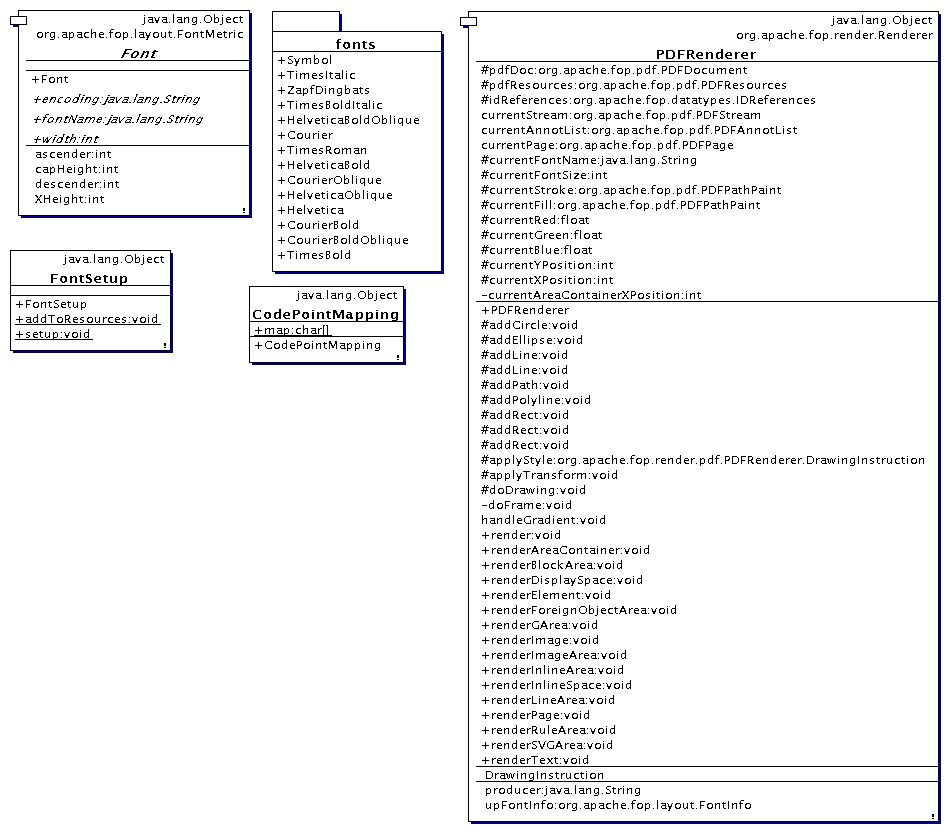 java.lang.Object
org.apache.fop.layout.FontMetric
Font
+Font
+encoding:java.lang.String
+fontName:java.lang.String
+width:int
ascender:int
capHeight:int
descender:int
XHeight:int
!
fonts
+Symbol
+TimesItalic
+ZapfDingbats
+TimesBoldItalic
+HelveticaBoldOblique
+Courier
+TimesRoman
+HelveticaBold
+CourierOblique
+HelveticaOblique
+Helvetica
+CourierBold
+CourierBoldOblique
+TimesBold
java.lang.Object
FontSetup
+FontSetup
+addToResources:void
+setup:void
!
java.lang.Object
CodePointMapping
+map:char[]
+CodePointMapping
!
java.lang.Object
org.apache.fop.render.Renderer
PDFRenderer
#pdfDoc:org.apache.fop.pdf.PDFDocument
#pdfResources:org.apache.fop.pdf.PDFResources
#idReferences:org.apache.fop.datatypes.IDReferences
currentStream:org.apache.fop.pdf.PDFStream
currentAnnotList:org.apache.fop.pdf.PDFAnnotList
currentPage:org.apache.fop.pdf.PDFPage
#currentFontName:java.lang.String
#currentFontSize:int
#currentStroke:org.apache.fop.pdf.PDFPathPaint
#currentFill:org.apache.fop.pdf.PDFPathPaint
#currentRed:float
#currentGreen:float
#currentBlue:float
#currentYPosition:int
#currentXPosition:int
-currentAreaContainerXPosition:int
+PDFRenderer
#addCircle:void
#addEllipse:void
#addLine:void
#addLine:void
#addPath:void
#addPolyline:void
#addRect:void
#addRect:void
#addRect:void
#applyStyle:org.apache.fop.render.pdf.PDFRenderer.DrawingInstruction
#applyTransform:void
#doDrawing:void
-doFrame:void
handleGradient:void
+render:void
+renderAreaContainer:void
+renderBlockArea:void
+renderDisplaySpace:void
+renderElement:void
+renderForeignObjectArea:void
+renderGArea:void
+renderImage:void
+renderImageArea:void
+renderInlineArea:void
+renderInlineSpace:void
+renderLineArea:void
+renderPage:void
+renderRuleArea:void
+renderSVGArea:void
+renderText:void
DrawingInstruction
producer:java.lang.String
upFontInfo:org.apache.fop.layout.FontInfo
!